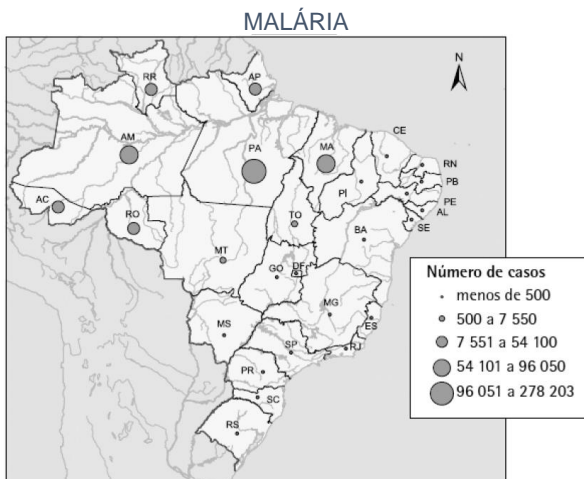 MALÁRIA
N
RR
AP
AM
PA
MA
CE
RN
PB
PE
AL
SE
PI
AC
RO
TO
BA
MT
GO
DF
MG
ES
MS
SP
RJ
PR
SC
RS
Número de casos
menos de 500
500 a 7 550
7 551 a 54 100
54 101 a 96 050
96 051 a 278 203